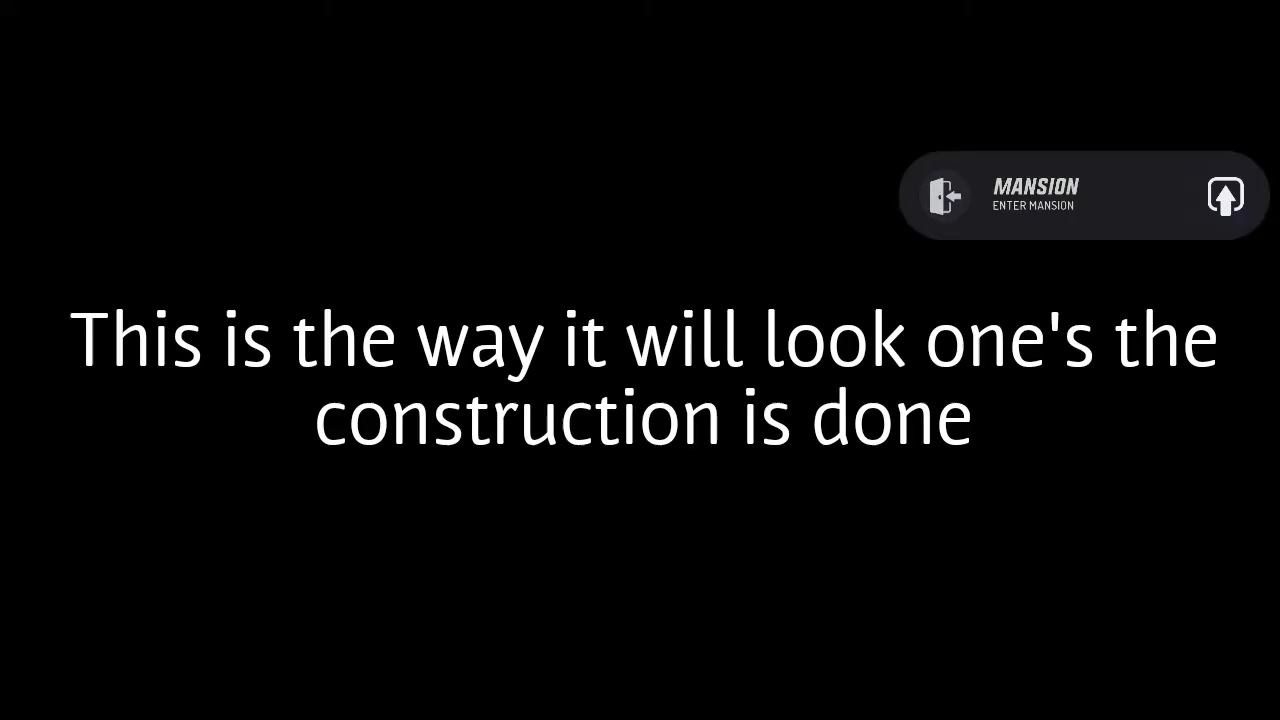 MANSION
ENTER MANSION
This is the way it will look one's the
construction is done